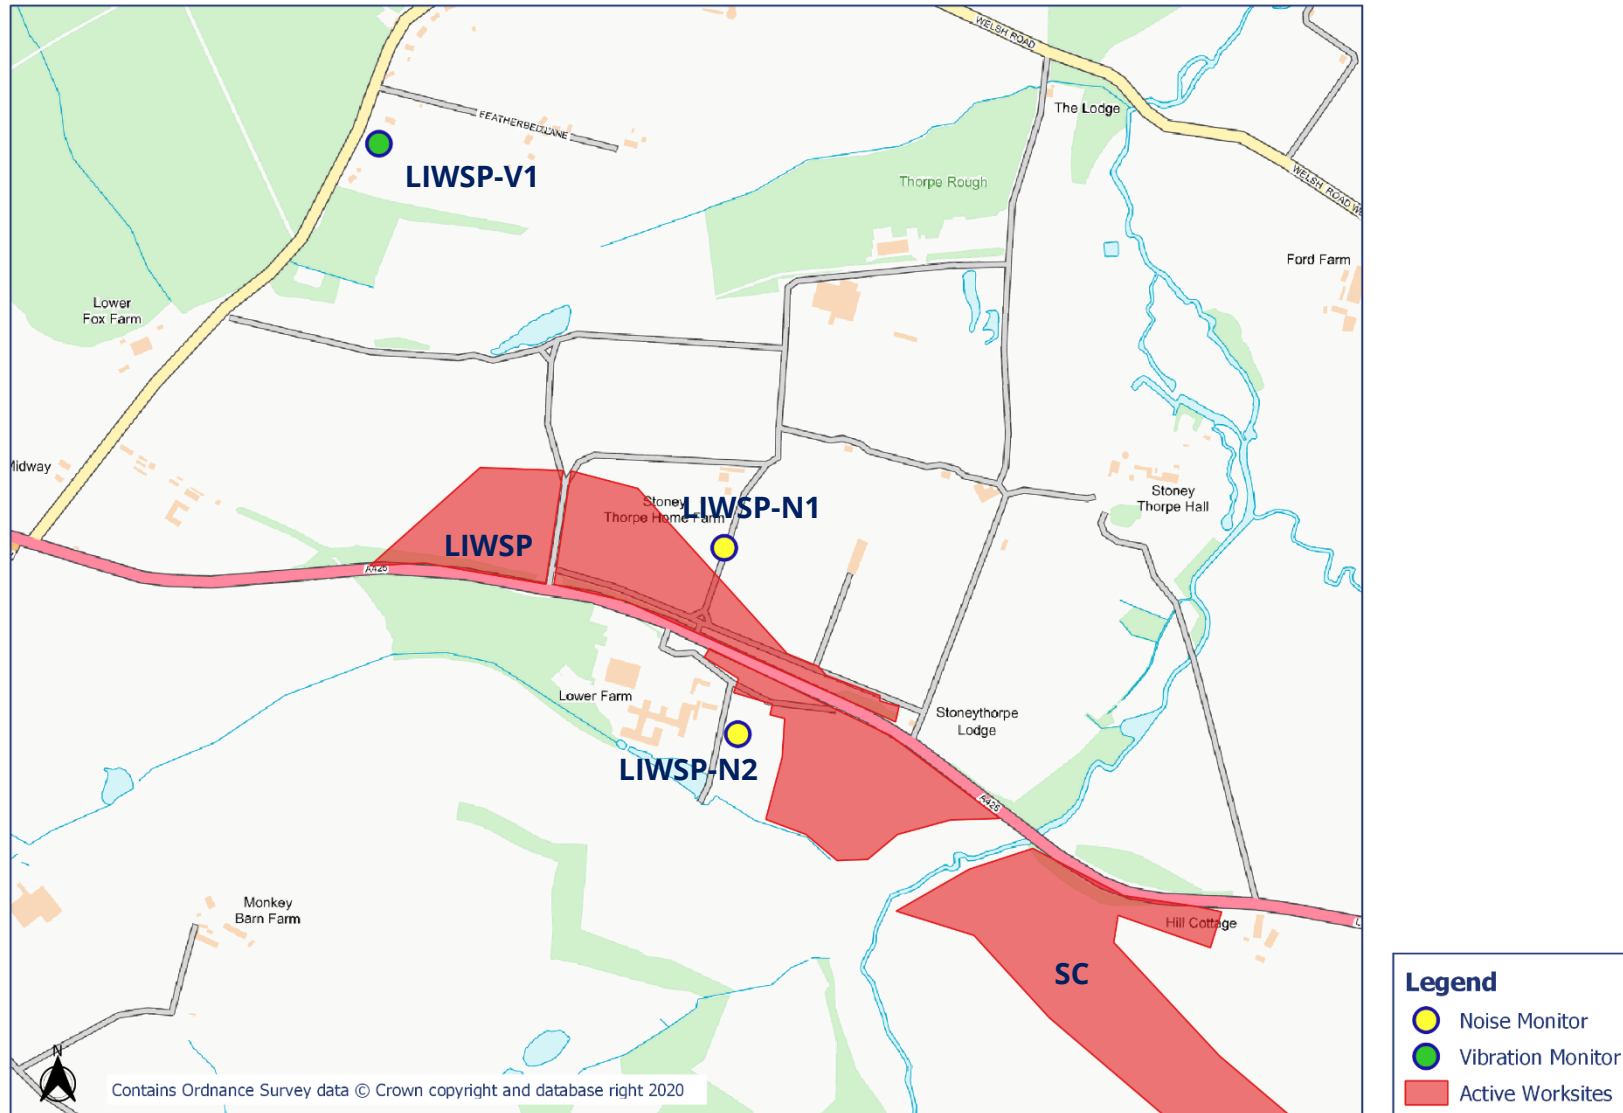 WELSH ROAD
The Lodge
FEATHERBED LANE
LIWSP-V1
Thorpe Rough
WELSH ROAD W
Ford Farm
Lower
Fox Farm
Midway
Stoney
Thorpe Home Farm
LIWSP-N1
Stoney
Thorpe Hall
LIWSP
A425
Lower Farm
Stoneythorpe
Lodge
LIWSP-N2
A425
Monkey
Barn Farm
Hill Cottage
SC
N
Contains Ordnance Survey data © Crown copyright and database right 2020
Legend
Noise Monitor
Vibration Monitor
Active Worksites